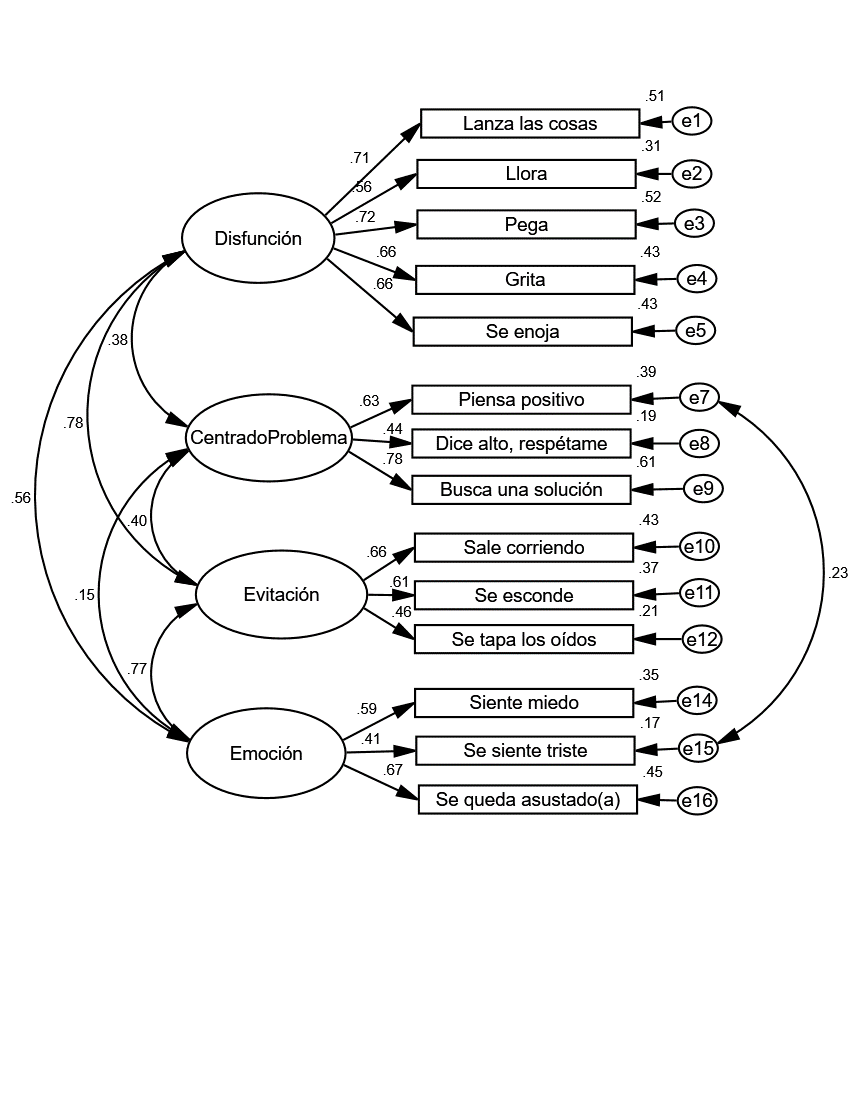 .51
Lanza las cosas
e1
.71
.31
Llora
e2
.56
.52
Pega
e3
.72
Disfunción
.43
Grita
e4
.66
.43
Se enoja
e5
.66
.38
.39
Piensa positivo
e7
.63
.19
Dice alto, respétame
e8
.44
CentradoProblema
.61
Busca una solución
e9
.78
.78
.56
.40
.43
Sale corriendo
e10
.66
.37
Se esconde
e11
.61
Evitación
.21
Se tapa los oídos
e12
.46
.23
.15
.77
.35
Siente miedo
e14
.59
.17
Se siente triste
e15
.41
Emoción
.45
Se queda asustado(a)
e16
.67